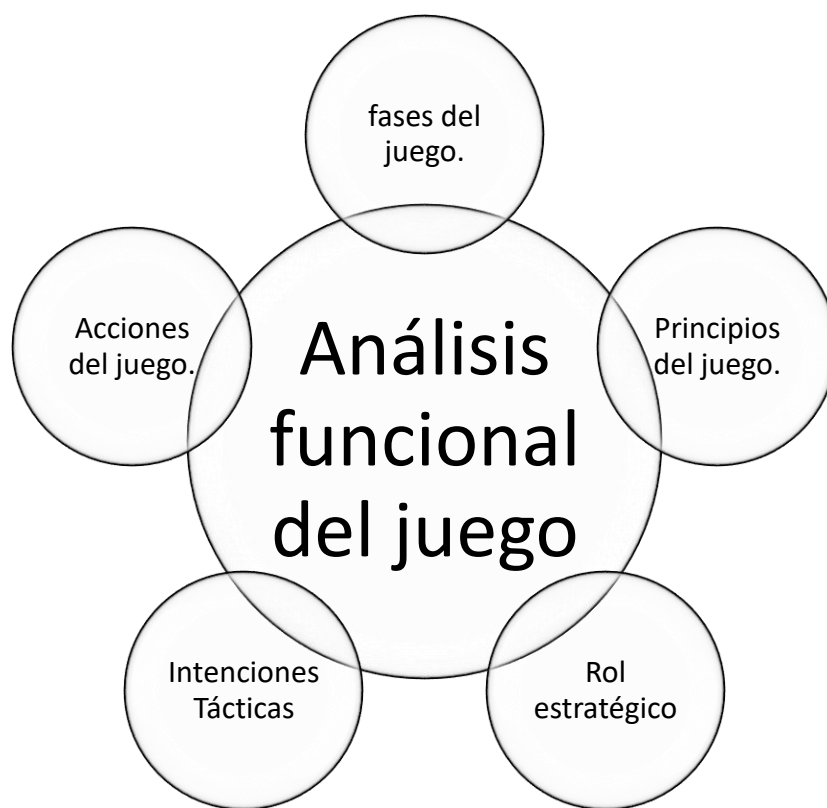 fases del
juego.
Acciones
del juego.
Principios
del juego.
Análisis
funcional
del juego
Intenciones
Tácticas
Rol
estratégico